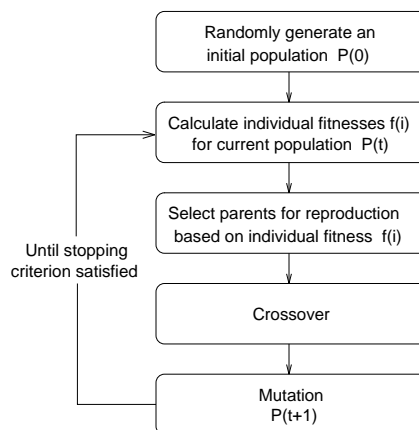 Randomly generate an
initial population P(0)
Calculate individual fitnesses f(i)
for current population P(t)
Select parents for reproduction
based on individual fitness f(i)
Until stopping
criterion satisfied
Crossover
Mutation
P(t+1)